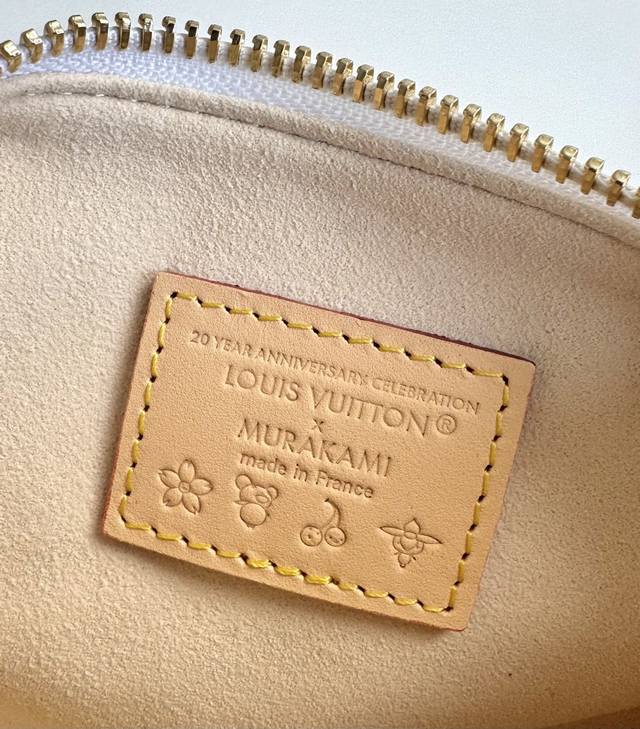 20 YEAR ANNIVERSARY CELEBRATION
LOUIS VUITTON®
x
MURAKAMI
made in France